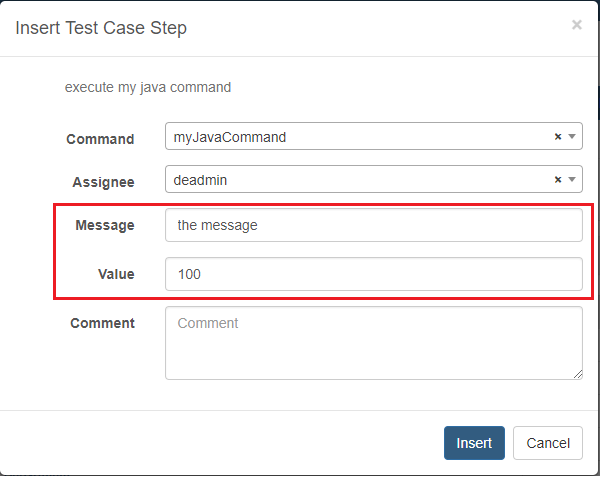 Insert Test Case Step ×
execute my java command
Command myJavaCommand ×
Assignee deadmin ×
Message the message
Value 100
Comment Comment
Insert Cancel